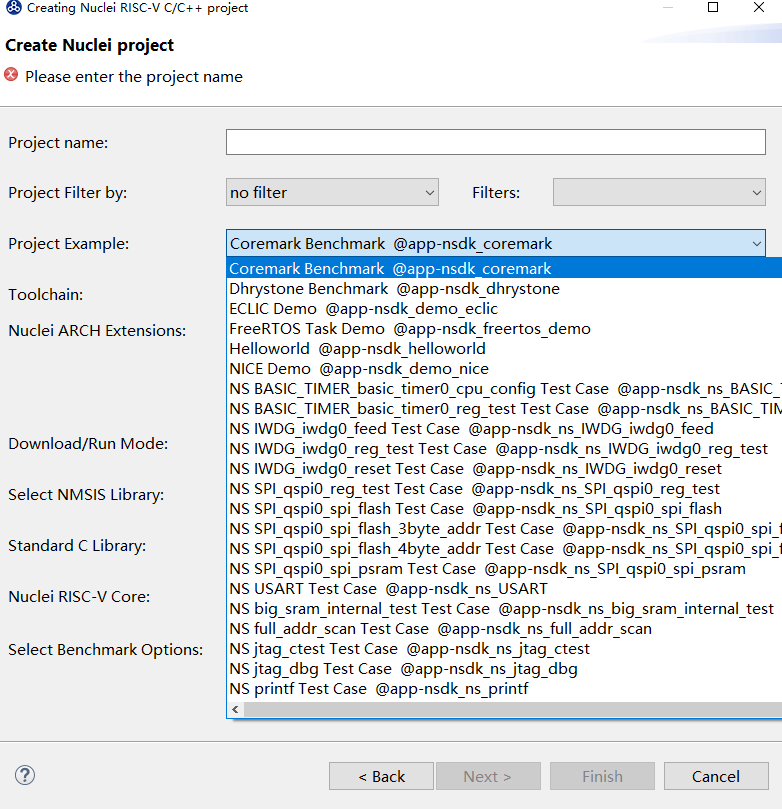 Creating Nuclei RISC-V C/C++ project
Create Nuclei project
Please enter the project name
Project name:
Project Filter by: no filter Filters:
Project Example: Coremark Benchmark @app-nsdk_coremark
Coremark Benchmark @app-nsdk_coremark
Dhrystone Benchmark @app-nsdk_dhrystone
Toolchain:
ECLIC Demo @app-nsdk_demo_eclic
Nuclei ARCH Extensions: FreeRTOS Task Demo @app-nsdk_freertos_demo
Helloworld @app-nsdk_helloworld
NICE Demo @app-nsdk_demo_nice
NS BASIC_TIMER_basic_timer0_cpu_config Test Case @app-nsdk_ns_BASIC_T
NS BASIC_TIMER_basic_timer0_reg_test Test Case @app-nsdk_ns_BASIC_TIM
NS IWDG_iwdg0_feed Test Case @app-nsdk_ns_IWDG_iwdg0_feed
Download/Run Mode: NS IWDG_iwdg0_reg_test Test Case @app-nsdk_ns_IWDG_iwdg0_reg_test
NS IWDG_iwdg0_reset Test Case @app-nsdk_ns_IWDG_iwdg0_reset
Select NMSIS Library: NS SPI_qspi0_reg_test Test Case @app-nsdk_ns_SPI_qspi0_reg_test
NS SPI_qspi0_spi_flash Test Case @app-nsdk_ns_SPI_qspi0_spi_flash
NS SPI_qspi0_spi_flash_3byte_addr Test Case @app-nsdk_ns_SPI_qspi0_spi_f
Standard C Library: NS SPI_qspi0_spi_flash_4byte_addr Test Case @app-nsdk_ns_SPI_qspi0_spi_f
NS SPI_qspi0_spi_psram Test Case @app-nsdk_ns_SPI_qspi0_spi_psram
Nuclei RISC-V Core: NS USART Test Case @app-nsdk_ns_USART
NS big_sram_internal_test Test Case @app-nsdk_ns_big_sram_internal_test
NS full_addr_scan Test Case @app-nsdk_ns_full_addr_scan
Select Benchmark Options: NS jtag_ctest Test Case @app-nsdk_ns_jtag_ctest
NS jtag_dbg Test Case @app-nsdk_ns_jtag_dbg
NS printf Test Case @app-nsdk_ns_printf
< Back Next > Finish Cancel